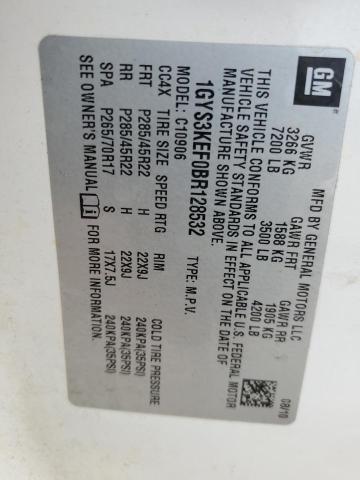 GM
MFD BY GENERAL MOTORS LLC
08/10
GVWR GAWR FRT GAWR RR
3266 KG 1588 KG 1905 KG
7200 LB 3500 LB 4200 LB
THIS VEHICLE CONFORMS TO ALL APPLICABLE U.S. FEDERAL MOTOR
VEHICLE SAFETY STANDARDS IN EFFECT ON THE DATE OF
MANUFACTURE SHOWN ABOVE.
1GYS3KEF0BR128532 TYPE: M.P.V.
C10906
CC4X TIRE SIZE SPEED RTG RIM COLD TIRE PRESSURE
FRT P285/45R22 H 22X9J 240KPA(35PSI)
RR P285/45R22 H 22X9J 240KPA(35PSI)
SPA P265/70R17 17X7.5J 240KPA(35PSI)
SEE OWNER'S MANUAL i FOR MORE INFORMATION.